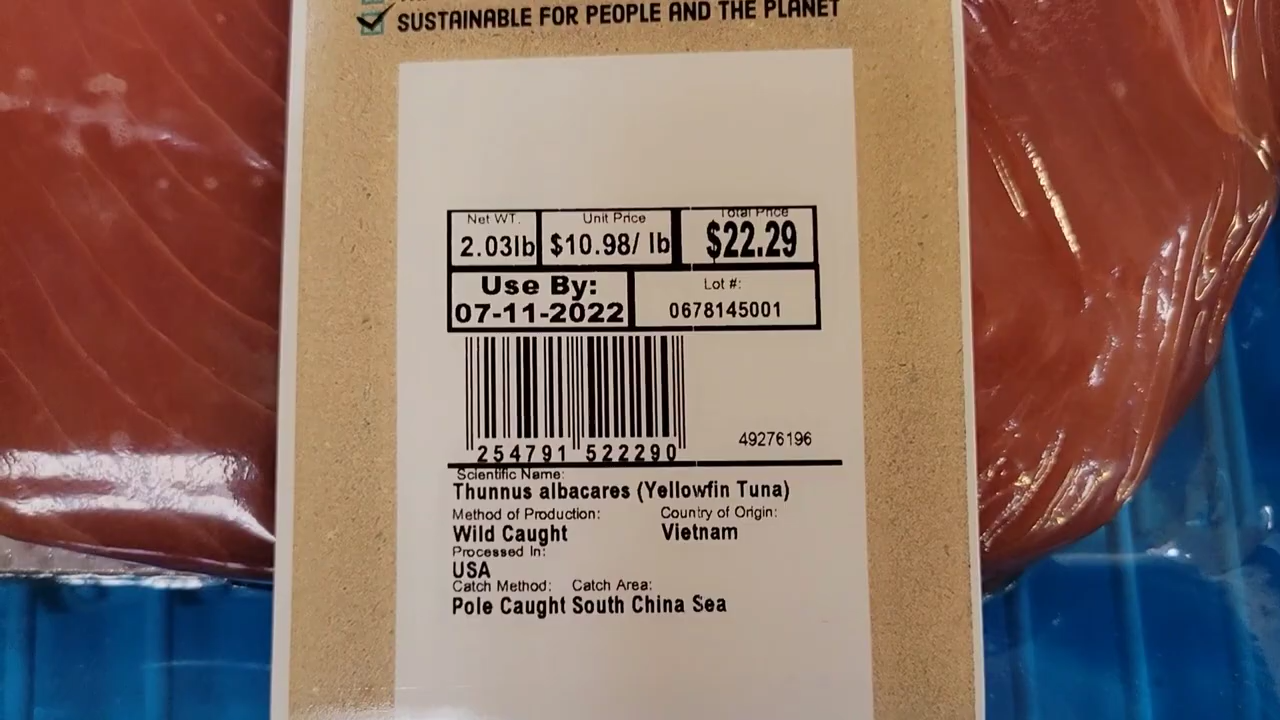 SUSTAINABLE FOR PEOPLE AND THE PLANET
Net WT. Unit Price Total Price
2.03lb $10.98/ lb $22.29
Use By: Lot #:
07-11-2022 0678145001
49276196
254791 522290
Scientific Name:
Thunnus albacares (Yellowfin Tuna)
Method of Production: Country of Origin:
Wild Caught Vietnam
Processed In:
USA
Catch Method: Catch Area:
Pole Caught South China Sea